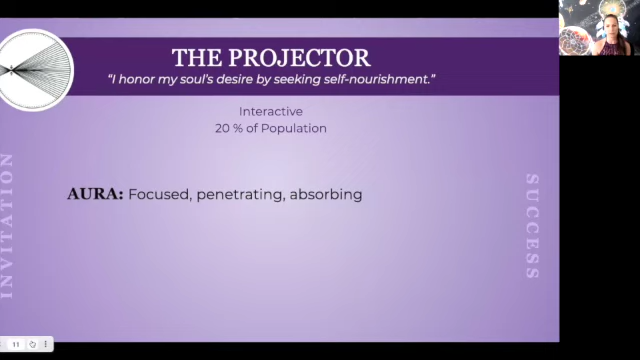 THE PROJECTOR
"I honor my soul's desire by seeking self-nourishment."
Interactive
20 % of Population
AURA: Focused, penetrating, absorbing
INVITATION
SUCCESS
11